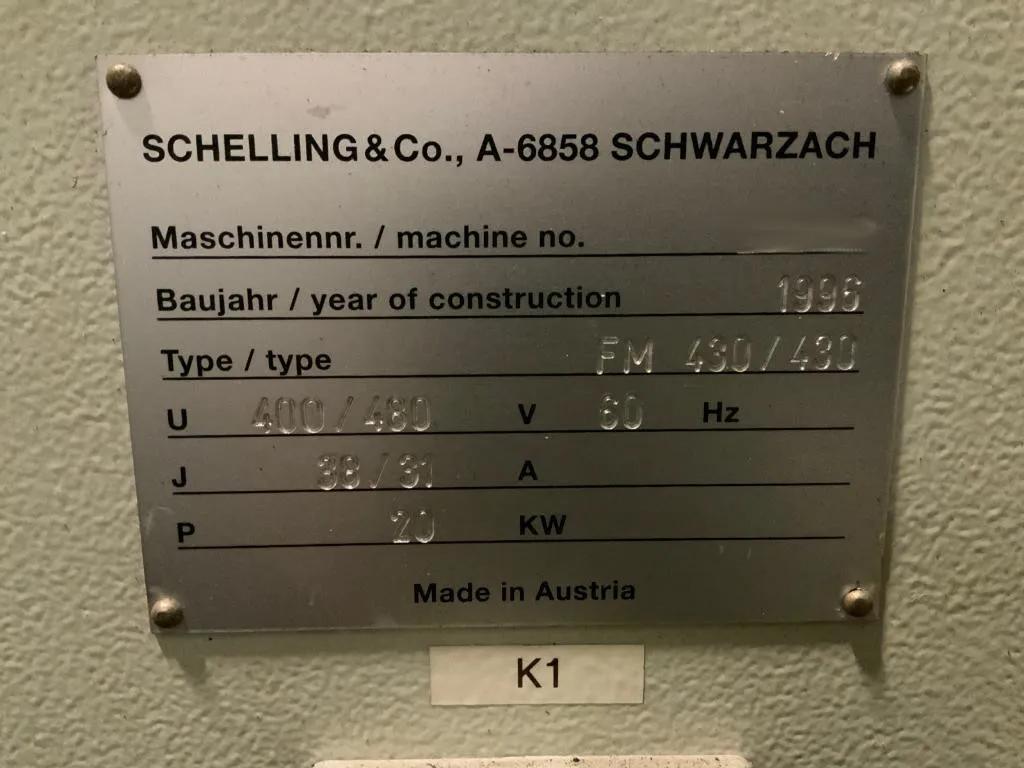 SCHELLING & Co., A-6858 SCHWARZACH
Maschinennr. / machine no.
Baujahr / year of construction 1996
Type / type FM 430/430
U 400/480 V 60 Hz
J 38/31 A
P 20 KW
Made in Austria
K1